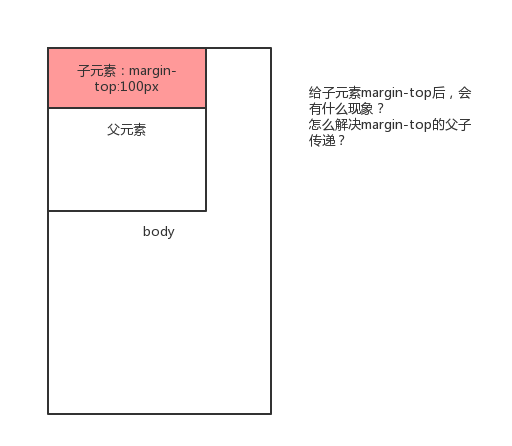 子元素：margin-
top:100px
父元素
body
给子元素margin-top后，会
有什么现象？
怎么解决margin-top的父子
传递？